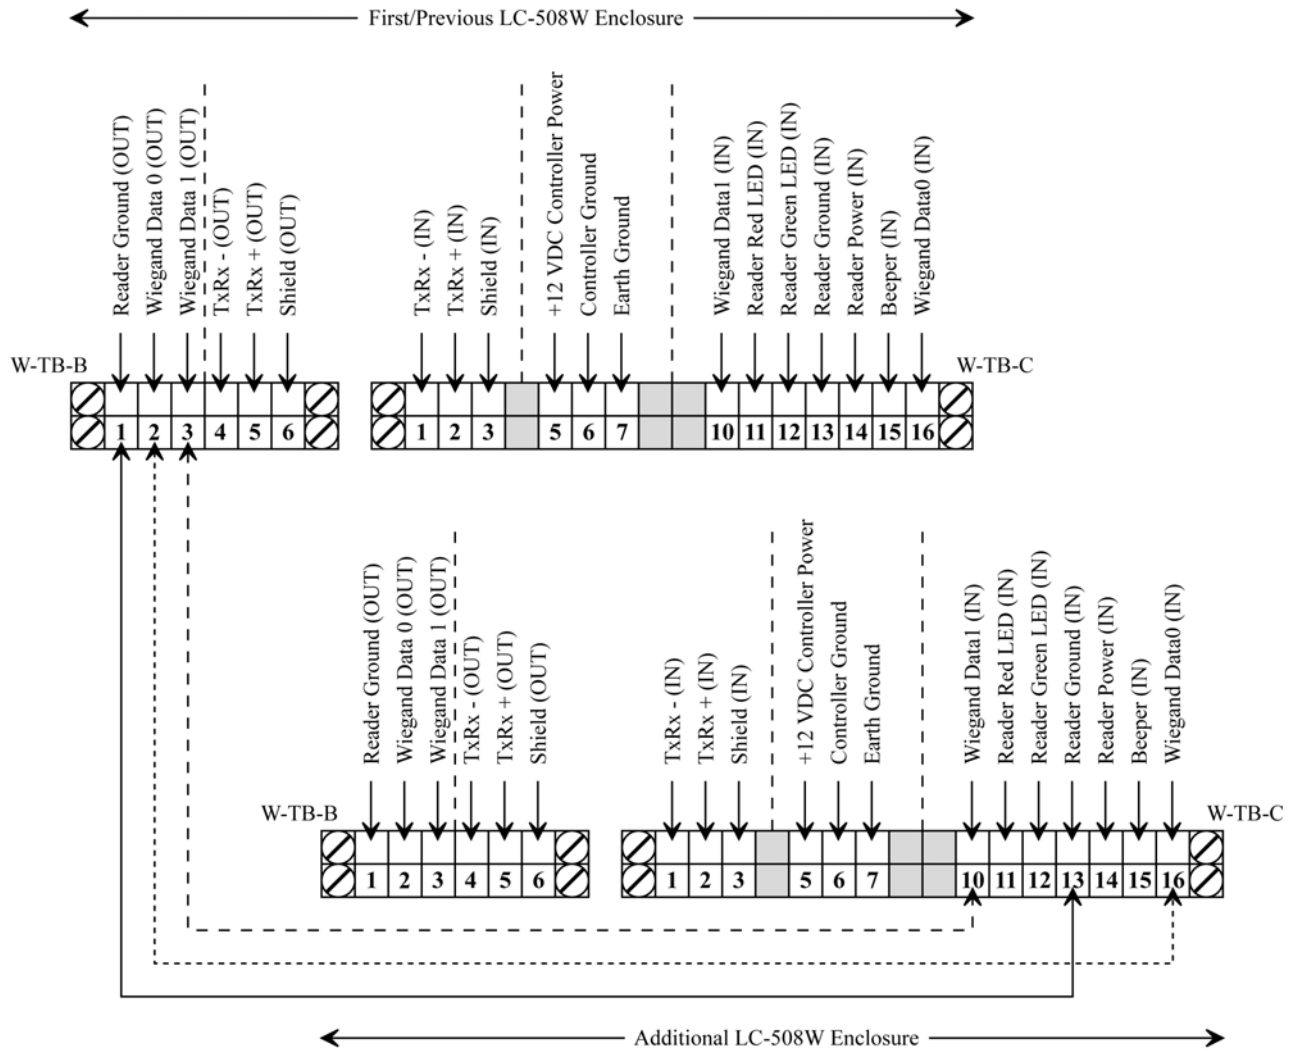 First/Previous LC-508W Enclosure
Reader Ground (OUT)
Wiegand Data 0 (OUT)
Wiegand Data 1 (OUT)
TxRx - (OUT)
TxRx + (OUT)
Shield (OUT)
TxRx - (IN)
TxRx + (IN)
Shield (IN)
+12 VDC Controller Power
Controller Ground
Earth Ground
Wiegand Data1 (IN)
Reader Red LED (IN)
Reader Green LED (IN)
Reader Ground (IN)
Reader Power (IN)
Beeper (IN)
Wiegand Data0 (IN)
W-TB-B
W-TB-C
1 2 3 4 5 6
1 2 3 5 6 7 10 11 12 13 14 15 16
Reader Ground (OUT)
Wiegand Data 0 (OUT)
Wiegand Data 1 (OUT)
TxRx - (OUT)
TxRx + (OUT)
Shield (OUT)
TxRx - (IN)
TxRx + (IN)
Shield (IN)
+12 VDC Controller Power
Controller Ground
Earth Ground
Wiegand Data1 (IN)
Reader Red LED (IN)
Reader Green LED (IN)
Reader Ground (IN)
Reader Power (IN)
Beeper (IN)
Wiegand Data0 (IN)
W-TB-B
W-TB-C
1 2 3 4 5 6
1 2 3 5 6 7 10 11 12 13 14 15 16
Additional LC-508W Enclosure